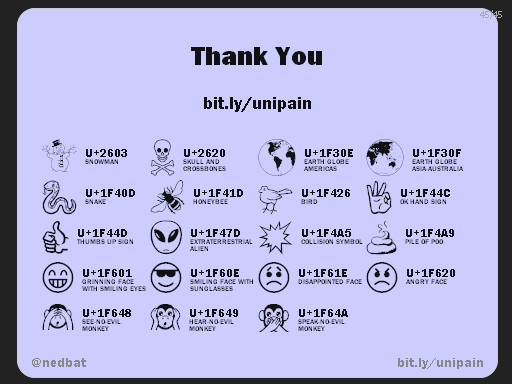 45/45
Thank You
bit.ly/unipain
U+2603
SNOWMAN
U+2620
SKULL AND
CROSSBONES
U+1F30E
EARTH GLOBE
AMERICAS
U+1F30F
EARTH GLOBE
ASIA-AUSTRALIA
U+1F40D
SNAKE
U+1F41D
HONEYBEE
U+1F426
BIRD
U+1F44C
OK HAND SIGN
U+1F44D
THUMBS UP SIGN
U+1F47D
EXTRATERRESTRIAL
ALIEN
U+1F4A5
COLLISION SYMBOL
U+1F4A9
PILE OF POO
U+1F601
GRINNING FACE
WITH SMILING EYES
U+1F60E
SMILING FACE WITH
SUNGLASSES
U+1F61E
DISAPPOINTED FACE
U+1F620
ANGRY FACE
U+1F648
SEE-NO-EVIL
MONKEY
U+1F649
HEAR-NO-EVIL
MONKEY
U+1F64A
SPEAK-NO-EVIL
MONKEY
@nedbat
bit.ly/unipain